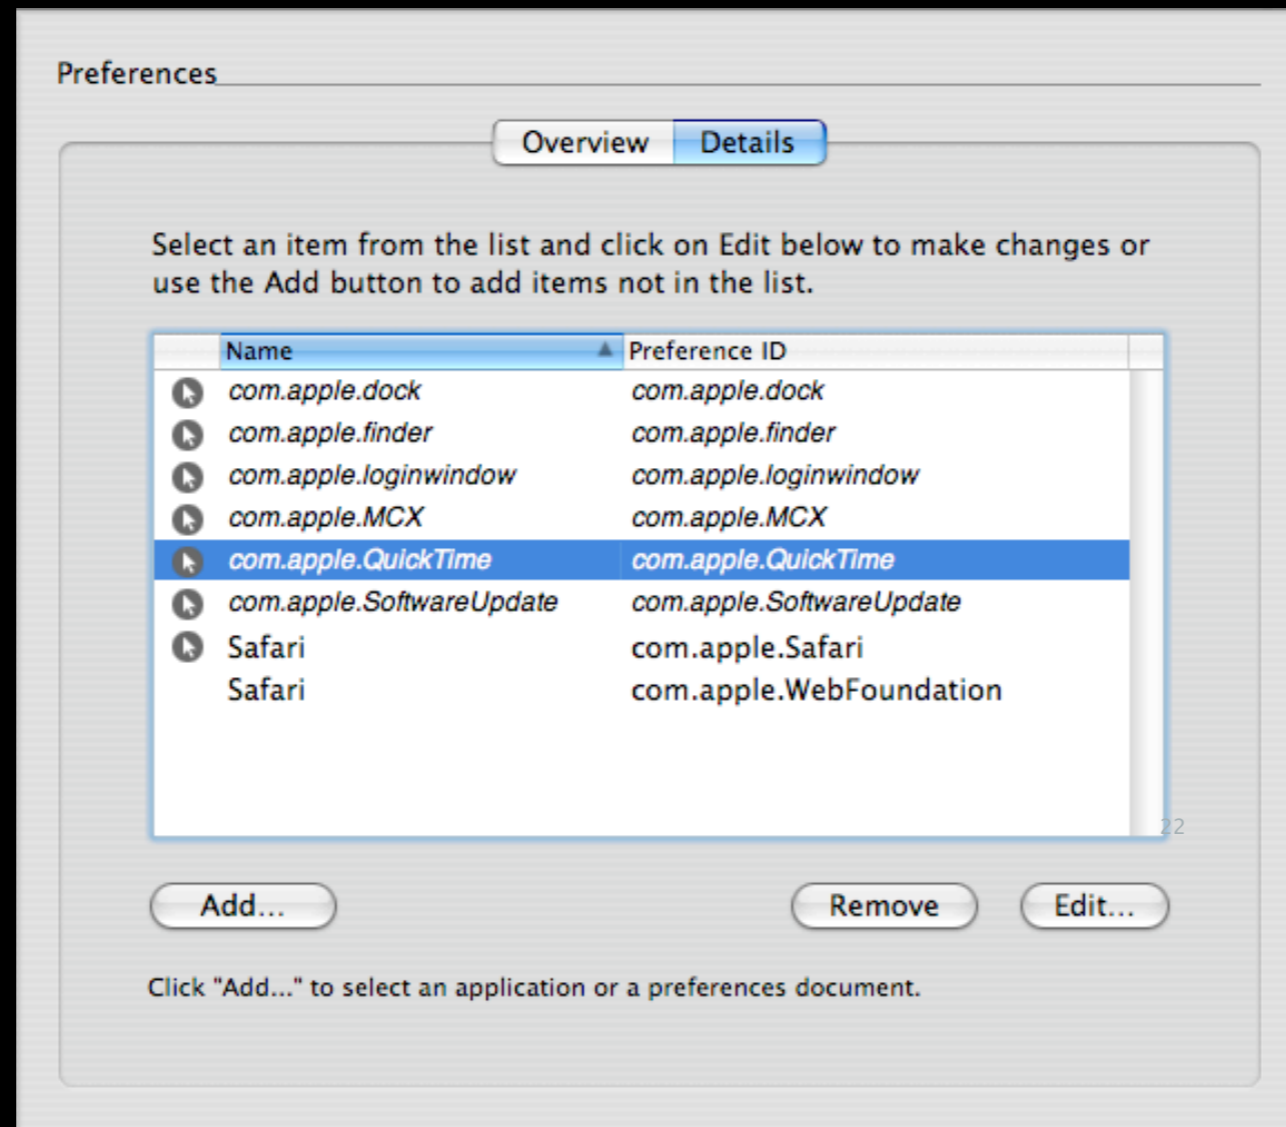 Preferences
Overview Details
Select an item from the list and click on Edit below to make changes or
use the Add button to add items not in the list.
Name Preference ID
com.apple.dock com.apple.dock
com.apple.finder com.apple.finder
com.apple.loginwindow com.apple.loginwindow
com.apple.MCX com.apple.MCX
com.apple.QuickTime com.apple.QuickTime
com.apple.SoftwareUpdate com.apple.SoftwareUpdate
Safari com.apple.Safari
Safari com.apple.WebFoundation
22
Add... Remove Edit...
Click "Add..." to select an application or a preferences document.